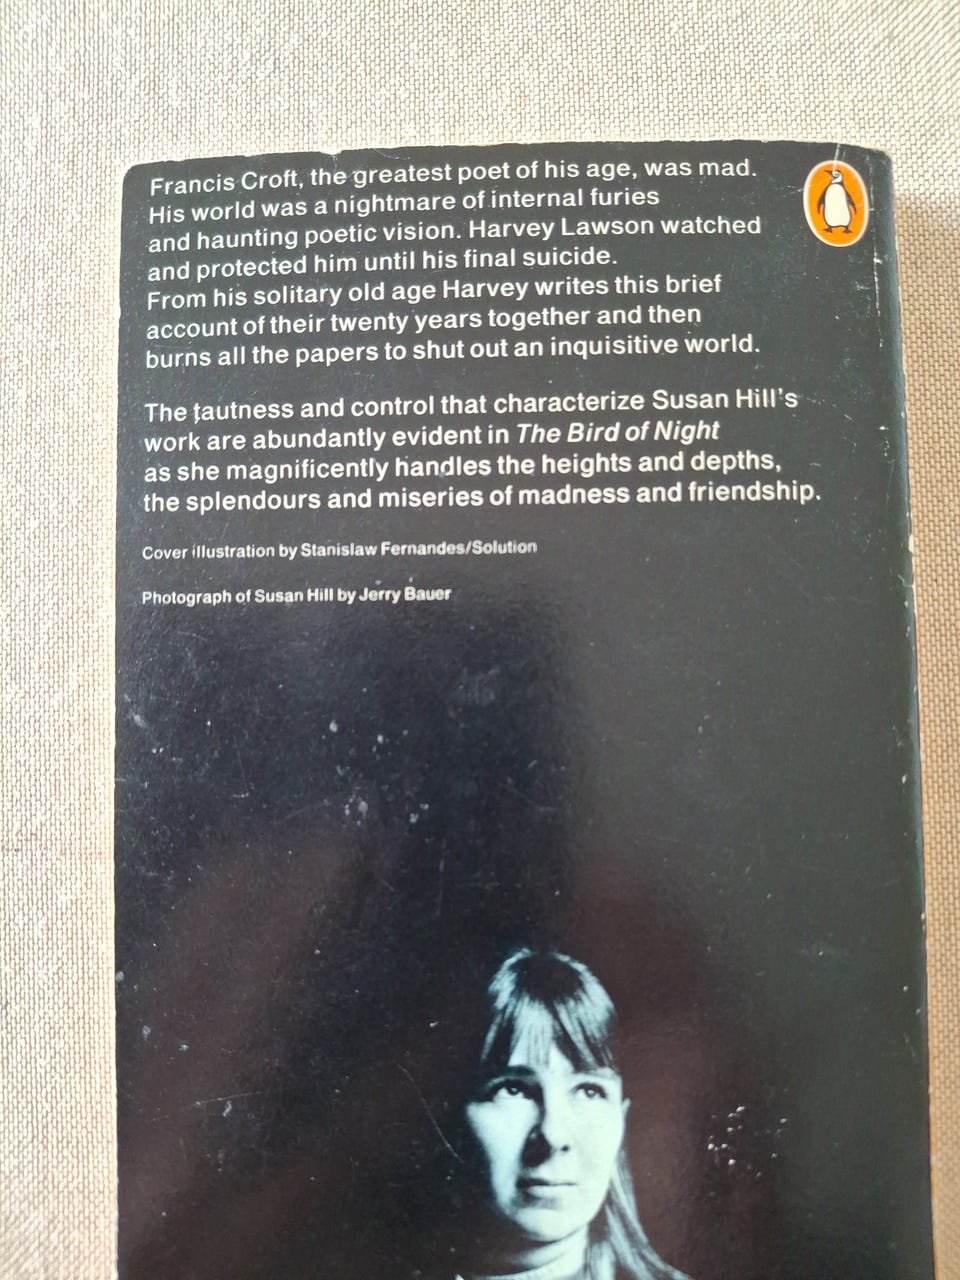 Francis Croft, the greatest poet of his age, was mad.
His world was a nightmare of internal furies
and haunting poetic vision. Harvey Lawson watched
and protected him until his final suicide.
From his solitary old age Harvey writes this brief
account of their twenty years together and then
burns all the papers to shut out an inquisitive world.
The tautness and control that characterize Susan Hill's
work are abundantly evident in The Bird of Night
as she magnificently handles the heights and depths,
the splendours and miseries of madness and friendship.
Cover illustration by Stanislaw Fernandes/Solution
Photograph of Susan Hill by Jerry Bauer